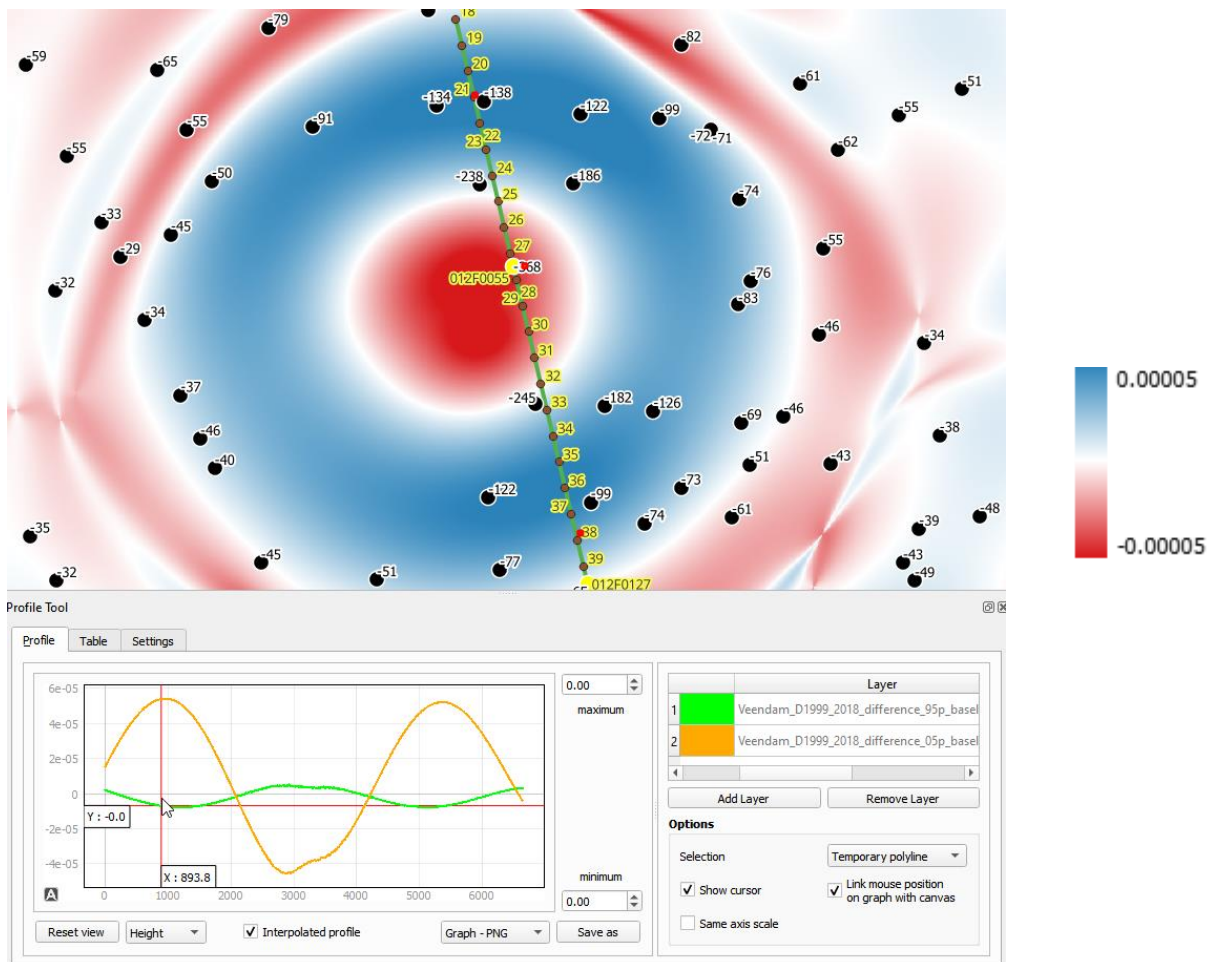 18
-79
-82
19
-59
-65
20
-61
-51
21
-134
-138
-122
-99
-55
-55
-91
22
-72
-71
23
-62
-55
-50
24
-238
-186
25
-74
-33
-45
26
-29
27
-55
-368
012F0055
-76
-32
29
28
-83
-34
30
-46
-34
31
32
-37
-245
33
-182
-126
-69
-46
34
-46
-38
35
-40
-51
-43
36
-122
-99
-73
37
-61
-48
-74
-35
38
-39
-45
39
-43
-77
-32
-51
-49
012F0127
0.00005
-0.00005
Profile Tool
Profile
Table
Settings
6e-05
4e-05
2e-05
0
-2e-05
-4e-05
Y : -0.0
X : 893.8
A
0 1000 2000 3000 4000 5000 6000
0.00
maximum
minimum
0.00
Reset view
Height
Interpolated profile
Graph - PNG
Save as
Layer
1 Veendam_D1999_2018_difference_95p_basel
2 Veendam_D1999_2018_difference_05p_basel
Add Layer
Remove Layer
Options
Selection
Temporary polyline
Show cursor
Link mouse position
on graph with canvas
Same axis scale